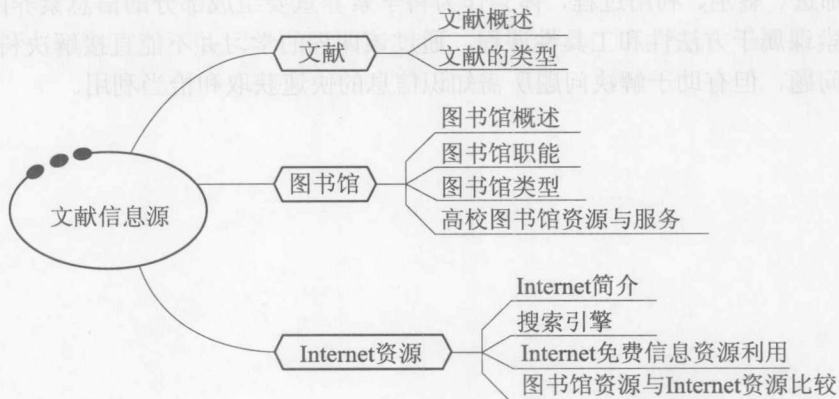 文献信息源
文献
文献概述
文献的类型
图书馆
图书馆概述
图书馆职能
图书馆类型
高校图书馆资源与服务
Internet资源
Internet简介
搜索引擎
Internet免费信息资源利用
图书馆资源与Internet资源比较